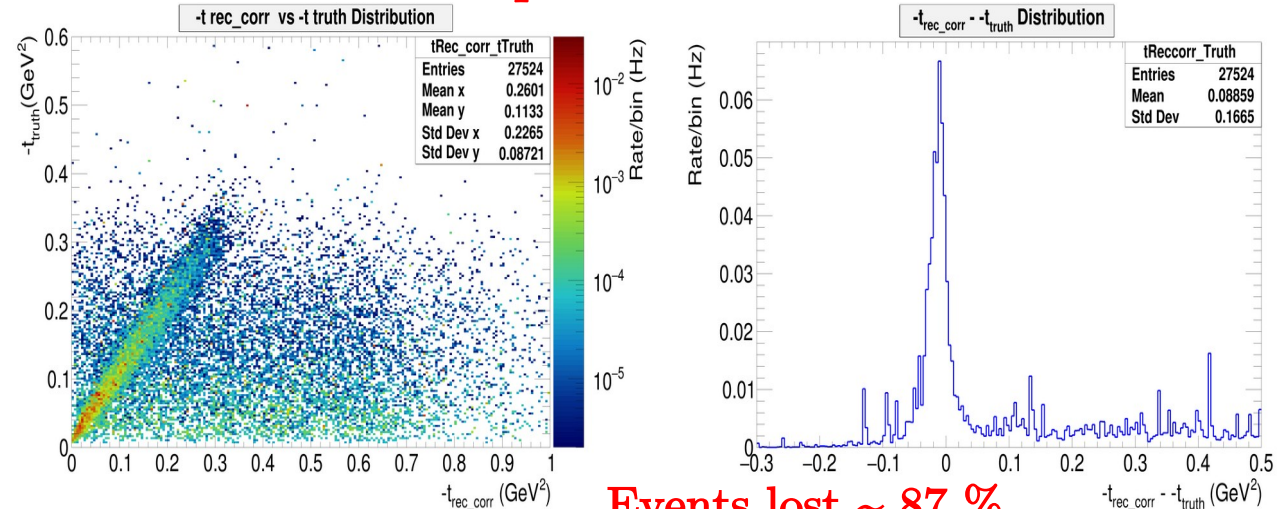 -t rec_corr vs -t truth Distribution
-t_truth (GeV²)
0.6
0.5
0.4
0.3
0.2
0.1
0
0 0.1 0.2 0.3 0.4 0.5 0.6 0.7 0.8 0.9 1
-t_rec_corr (GeV²)
tRec_corr_tTruth
Entries 27524
Mean x 0.2601
Mean y 0.1133
Std Dev x 0.2265
Std Dev y 0.08721
Rate/bin (Hz)
10⁻²
10⁻³
10⁻⁴
10⁻⁵
-t_rec_corr - -t_truth Distribution
Rate/bin (Hz)
0.06
0.05
0.04
0.03
0.02
0.01
0
−0.3 −0.2 −0.1 0 0.1 0.2 0.3 0.4 0.5
-t_rec_corr - -t_truth (GeV²)
tReccorr_Truth
Entries 27524
Mean 0.08859
Std Dev 0.1665
Events lost ~ 87 %